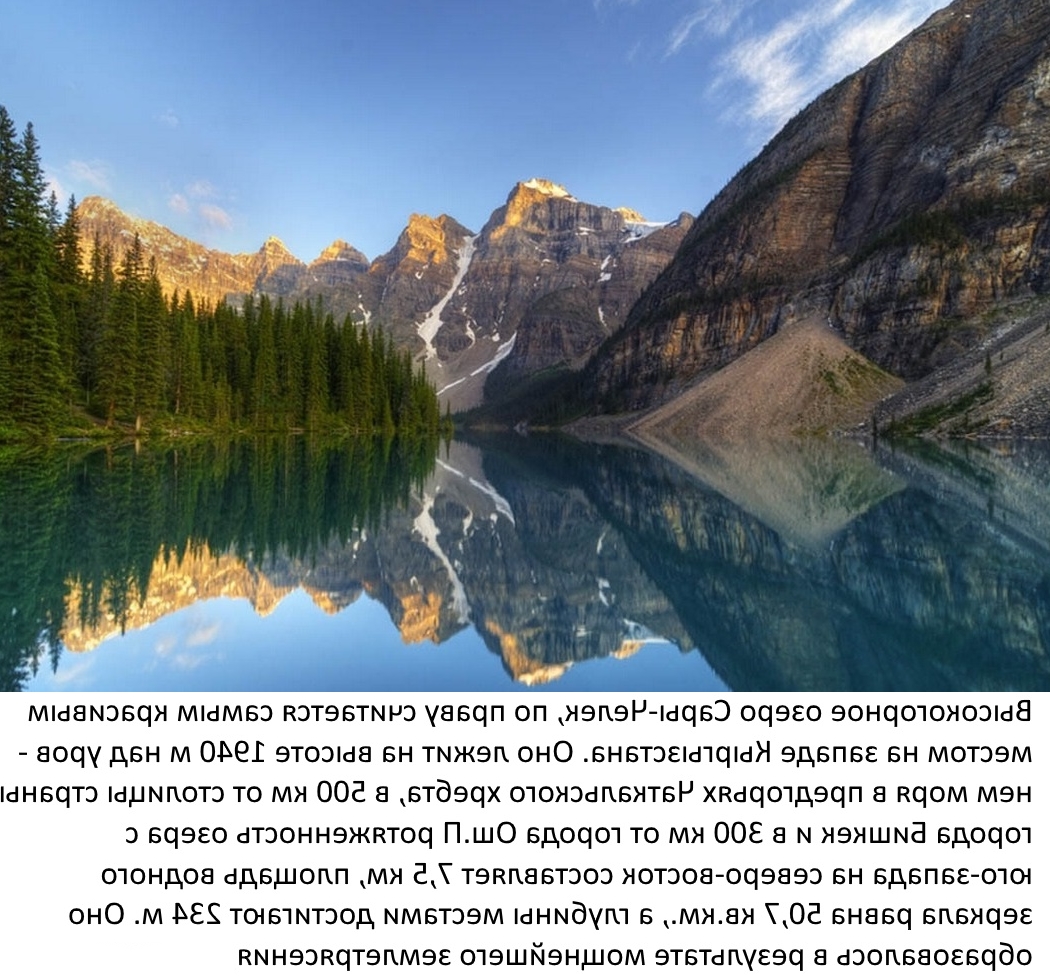 Высокогорное озеро Сары-Челек, по праву считается самым красивым
местом на западе Кыргызстана. Оно лежит на высоте 1940 м над уров -
нем моря в предгорьях Чаткальского хребта, в 500 км от столицы страны
города Бишкек и в 300 км от города Ош.П ротяженность озера с
юго-запада на северо-восток составляет 7,5 км, площадь водного
зеркала равна 50,7 кв.км., а глубины местами достигают 234 м. Оно
образовалось в результате мощнейшего землетрясения